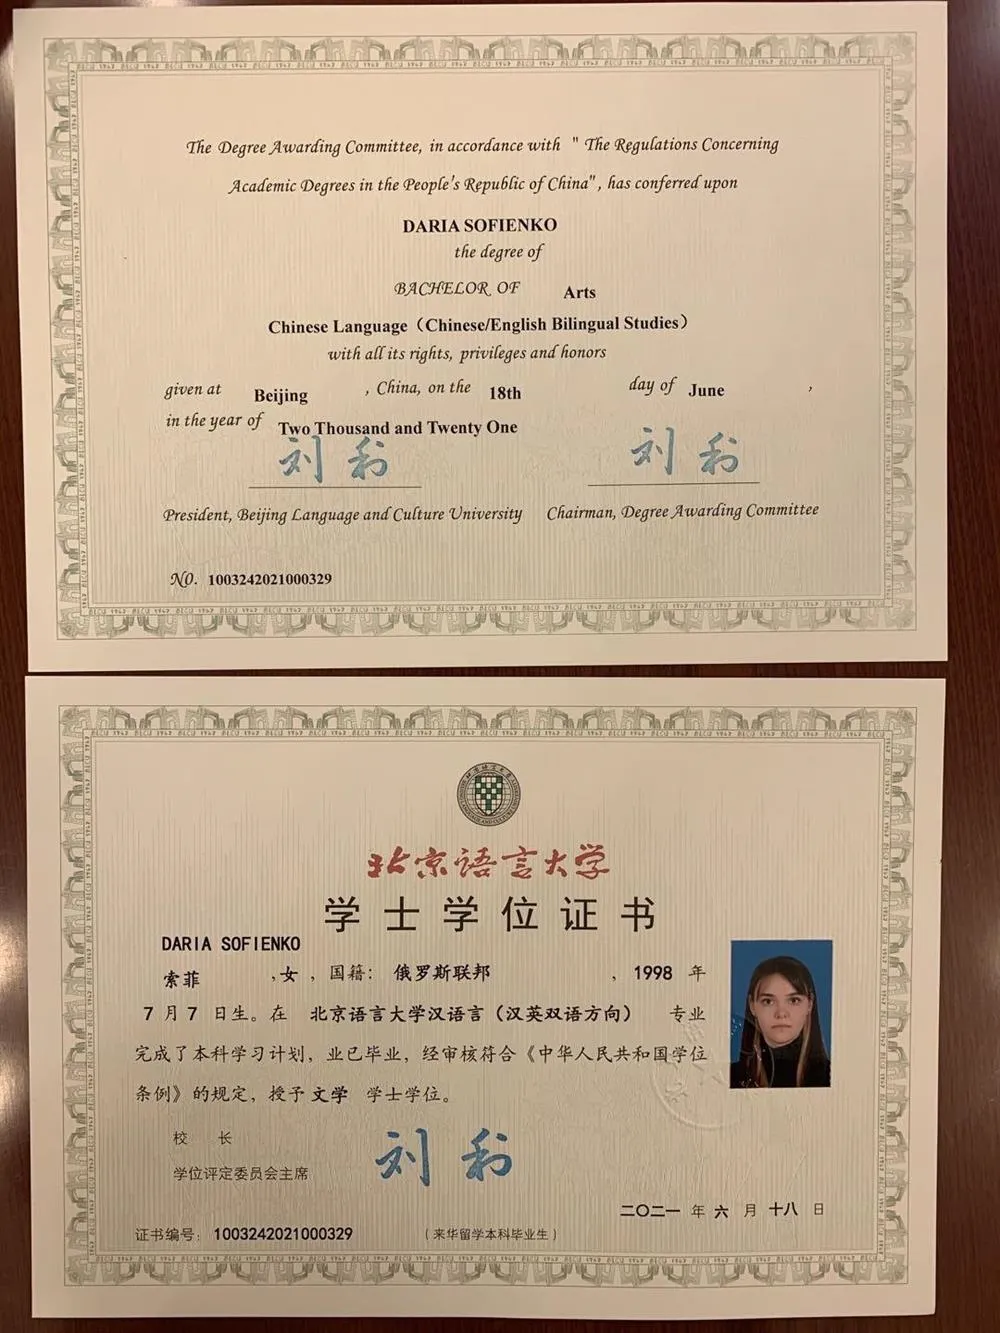 The Degree Awarding Committee, in accordance with " The Regulations Concerning
Academic Degrees in the People's Republic of China", has conferred upon
DARIA SOFIENKO
the degree of
BACHELOR OF Arts
Chinese Language（Chinese/English Bilingual Studies）
with all its rights, privileges and honors
given at Beijing , China, on the 18th day of June ,
in the year of Two Thousand and Twenty One
刘利 刘利
President, Beijing Language and Culture University Chairman, Degree Awarding Committee
NO. 1003242021000329
北京语言大学
学士学位证书
DARIA SOFIENKO
索菲 ,女，国籍：俄罗斯联邦 ，1998 年
7 月 7 日生。在 北京语言大学汉语言（汉英双语方向） 专业
完成了本科学习计划，业已毕业，经审核符合《中华人民共和国学位
条例》的规定，授予 文学 学士学位。
校 长
学位评定委员会主席
刘利
二〇二一 年 六 月 十八 日
证书编号：1003242021000329 （来华留学本科毕业生）